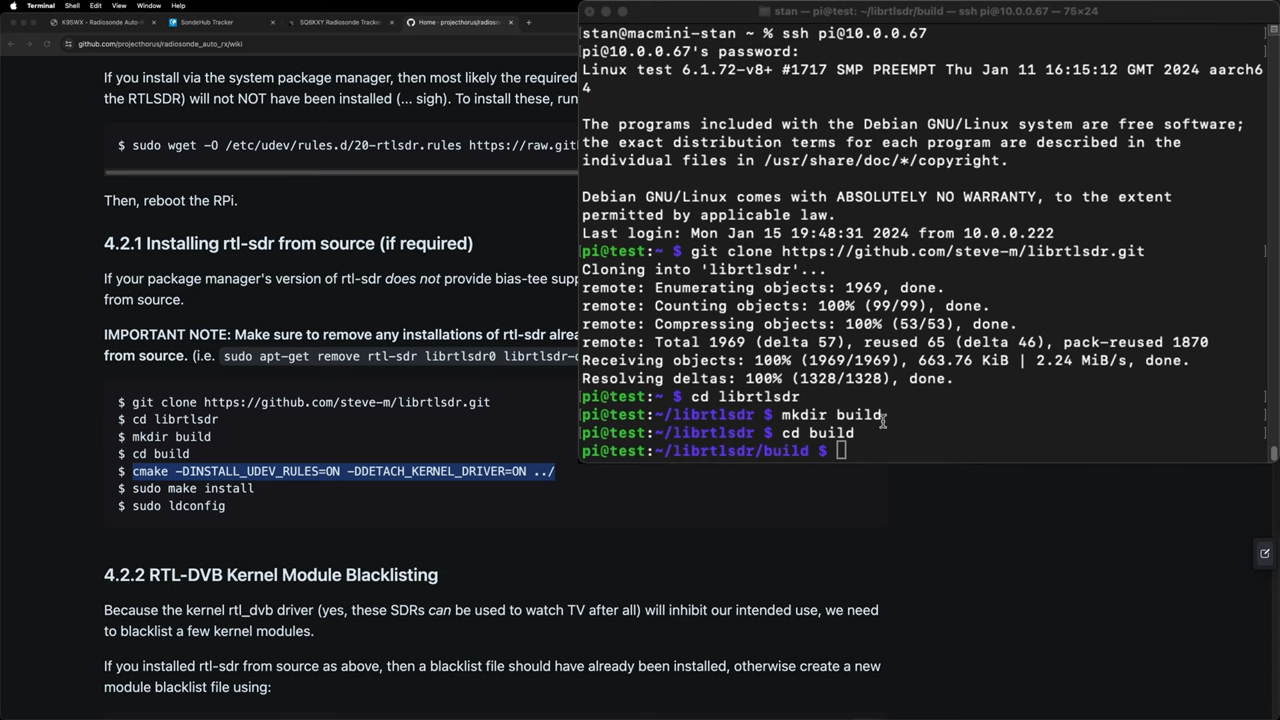 Terminal Shell Edit View Window Help
stan — pi@test: ~/librtlsdr/build — ssh pi@10.0.0.67 — 75×24
K9SWX - Radiosonde Auto-
SondeHub Tracker
SQ6KXY Radiosonde Tracker
Home · projecthorus/radioso
github.com/projecthorus/radiosonde_auto_rx/wiki
If you install via the system package manager, then most likely the required
the RTLSDR) will not NOT have been installed (... sigh). To install these, run
$ sudo wget -O /etc/udev/rules.d/20-rtlsdr.rules https://raw.gith
Then, reboot the RPi.
4.2.1 Installing rtl-sdr from source (if required)
If your package manager's version of rtl-sdr does not provide bias-tee supp
from source.
IMPORTANT NOTE: Make sure to remove any installations of rtl-sdr alrea
from source. (i.e. sudo apt-get remove rtl-sdr librtlsdr0 librtlsdr-d
$ git clone https://github.com/steve-m/librtlsdr.git
$ cd librtlsdr
$ mkdir build
$ cd build
$ cmake -DINSTALL_UDEV_RULES=ON -DDETACH_KERNEL_DRIVER=ON ../
$ sudo make install
$ sudo ldconfig
4.2.2 RTL-DVB Kernel Module Blacklisting
Because the kernel rtl_dvb driver (yes, these SDRs can be used to watch TV after all) will inhibit our intended use, we need
to blacklist a few kernel modules.
If you installed rtl-sdr from source as above, then a blacklist file should have already been installed, otherwise create a new
module blacklist file using:
stan@macmini-stan ~ % ssh pi@10.0.0.67
pi@10.0.0.67's password:
Linux test 6.1.72-v8+ #1717 SMP PREEMPT Thu Jan 11 16:15:12 GMT 2024 aarch6
4
The programs included with the Debian GNU/Linux system are free software;
the exact distribution terms for each program are described in the
individual files in /usr/share/doc/*/copyright.
Debian GNU/Linux comes with ABSOLUTELY NO WARRANTY, to the extent
permitted by applicable law.
Last login: Mon Jan 15 19:48:31 2024 from 10.0.0.222
pi@test:~ $ git clone https://github.com/steve-m/librtlsdr.git
Cloning into 'librtlsdr'...
remote: Enumerating objects: 1969, done.
remote: Counting objects: 100% (99/99), done.
remote: Compressing objects: 100% (53/53), done.
remote: Total 1969 (delta 57), reused 65 (delta 46), pack-reused 1870
Receiving objects: 100% (1969/1969), 663.76 KiB | 2.24 MiB/s, done.
Resolving deltas: 100% (1328/1328), done.
pi@test:~ $ cd librtlsdr
pi@test:~/librtlsdr $ mkdir build
pi@test:~/librtlsdr $ cd build
pi@test:~/librtlsdr/build $